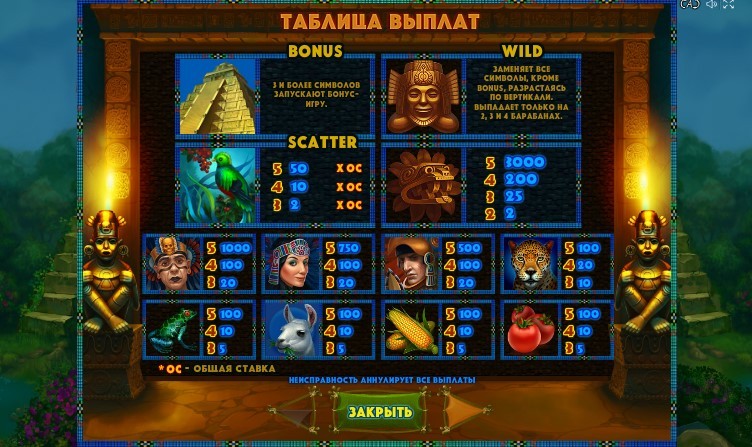 CAD
ТАБЛИЦА ВЫПЛАТ
BONUS
3 И БОЛЕЕ СИМВОЛОВ
ЗАПУСКАЮТ БОНУС-
ИГРУ.
WILD
ЗАМЕНЯЕТ ВСЕ
СИМВОЛЫ, КРОМЕ
BONUS, РАЗРАСТАЯСЬ
ПО ВЕРТИКАЛИ.
ВЫПАДАЕТ ТОЛЬКО НА
2, 3 И 4 БАРАБАНАХ.
SCATTER
5 50 X ОС
4 10 X ОС
3 2 X ОС
5 3000
4 200
3 25
2 2
5 1000
4 100
3 20
5 750
4 100
3 20
5 500
4 100
3 20
5 100
4 20
3 10
5 100
4 10
3 5
5 100
4 10
3 5
5 100
4 10
3 5
5 100
4 10
3 5
*ОС - ОБЩАЯ СТАВКА
НЕИСПРАВНОСТЬ АННУЛИРУЕТ ВСЕ ВЫПЛАТЫ
ЗАКРЫТЬ